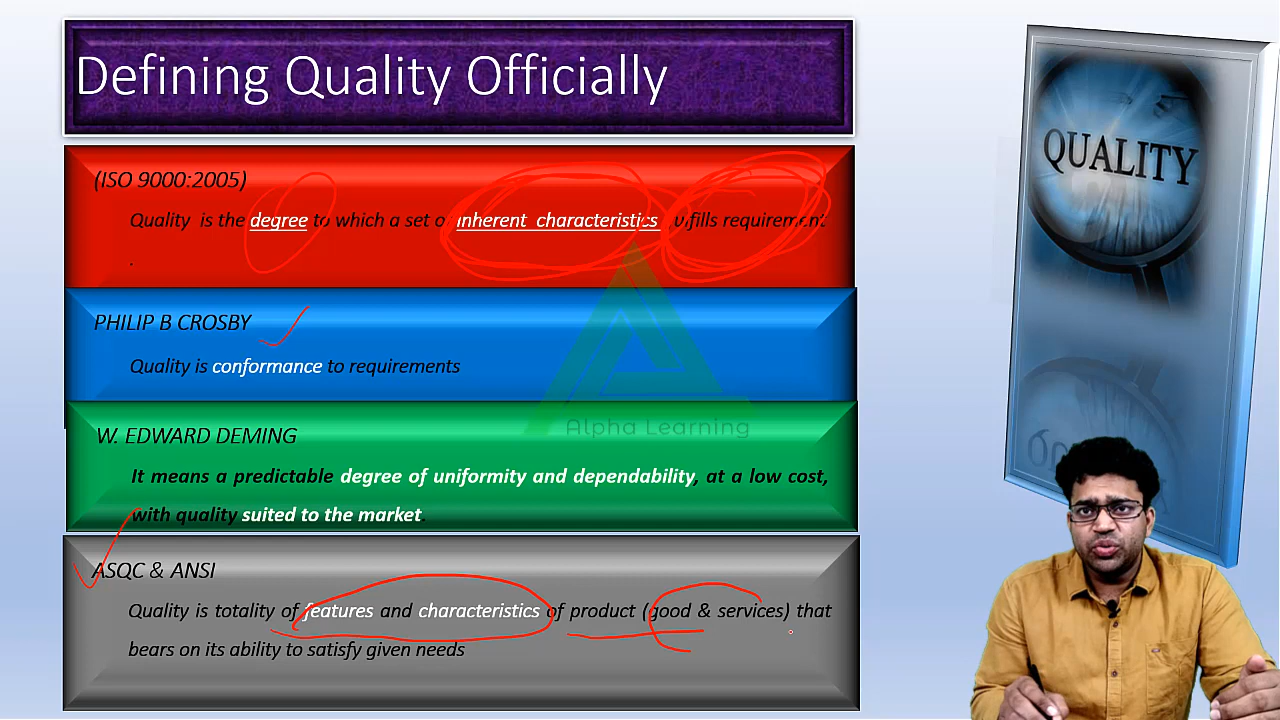 Defining Quality Officially
QUALITY
(ISO 9000:2005)
Quality is the degree to which a set o inherent characteristics ulfills requirement
.
PHILIP B CROSBY
Quality is conformance to requirements
Alpha Learning
W. EDWARD DEMING
It means a predictable degree of uniformity and dependability, at a low cost,
with quality suited to the market.
ASQC & ANSI
Quality is totality of features and characteristics of product (good & services) that
bears on its ability to satisfy given needs